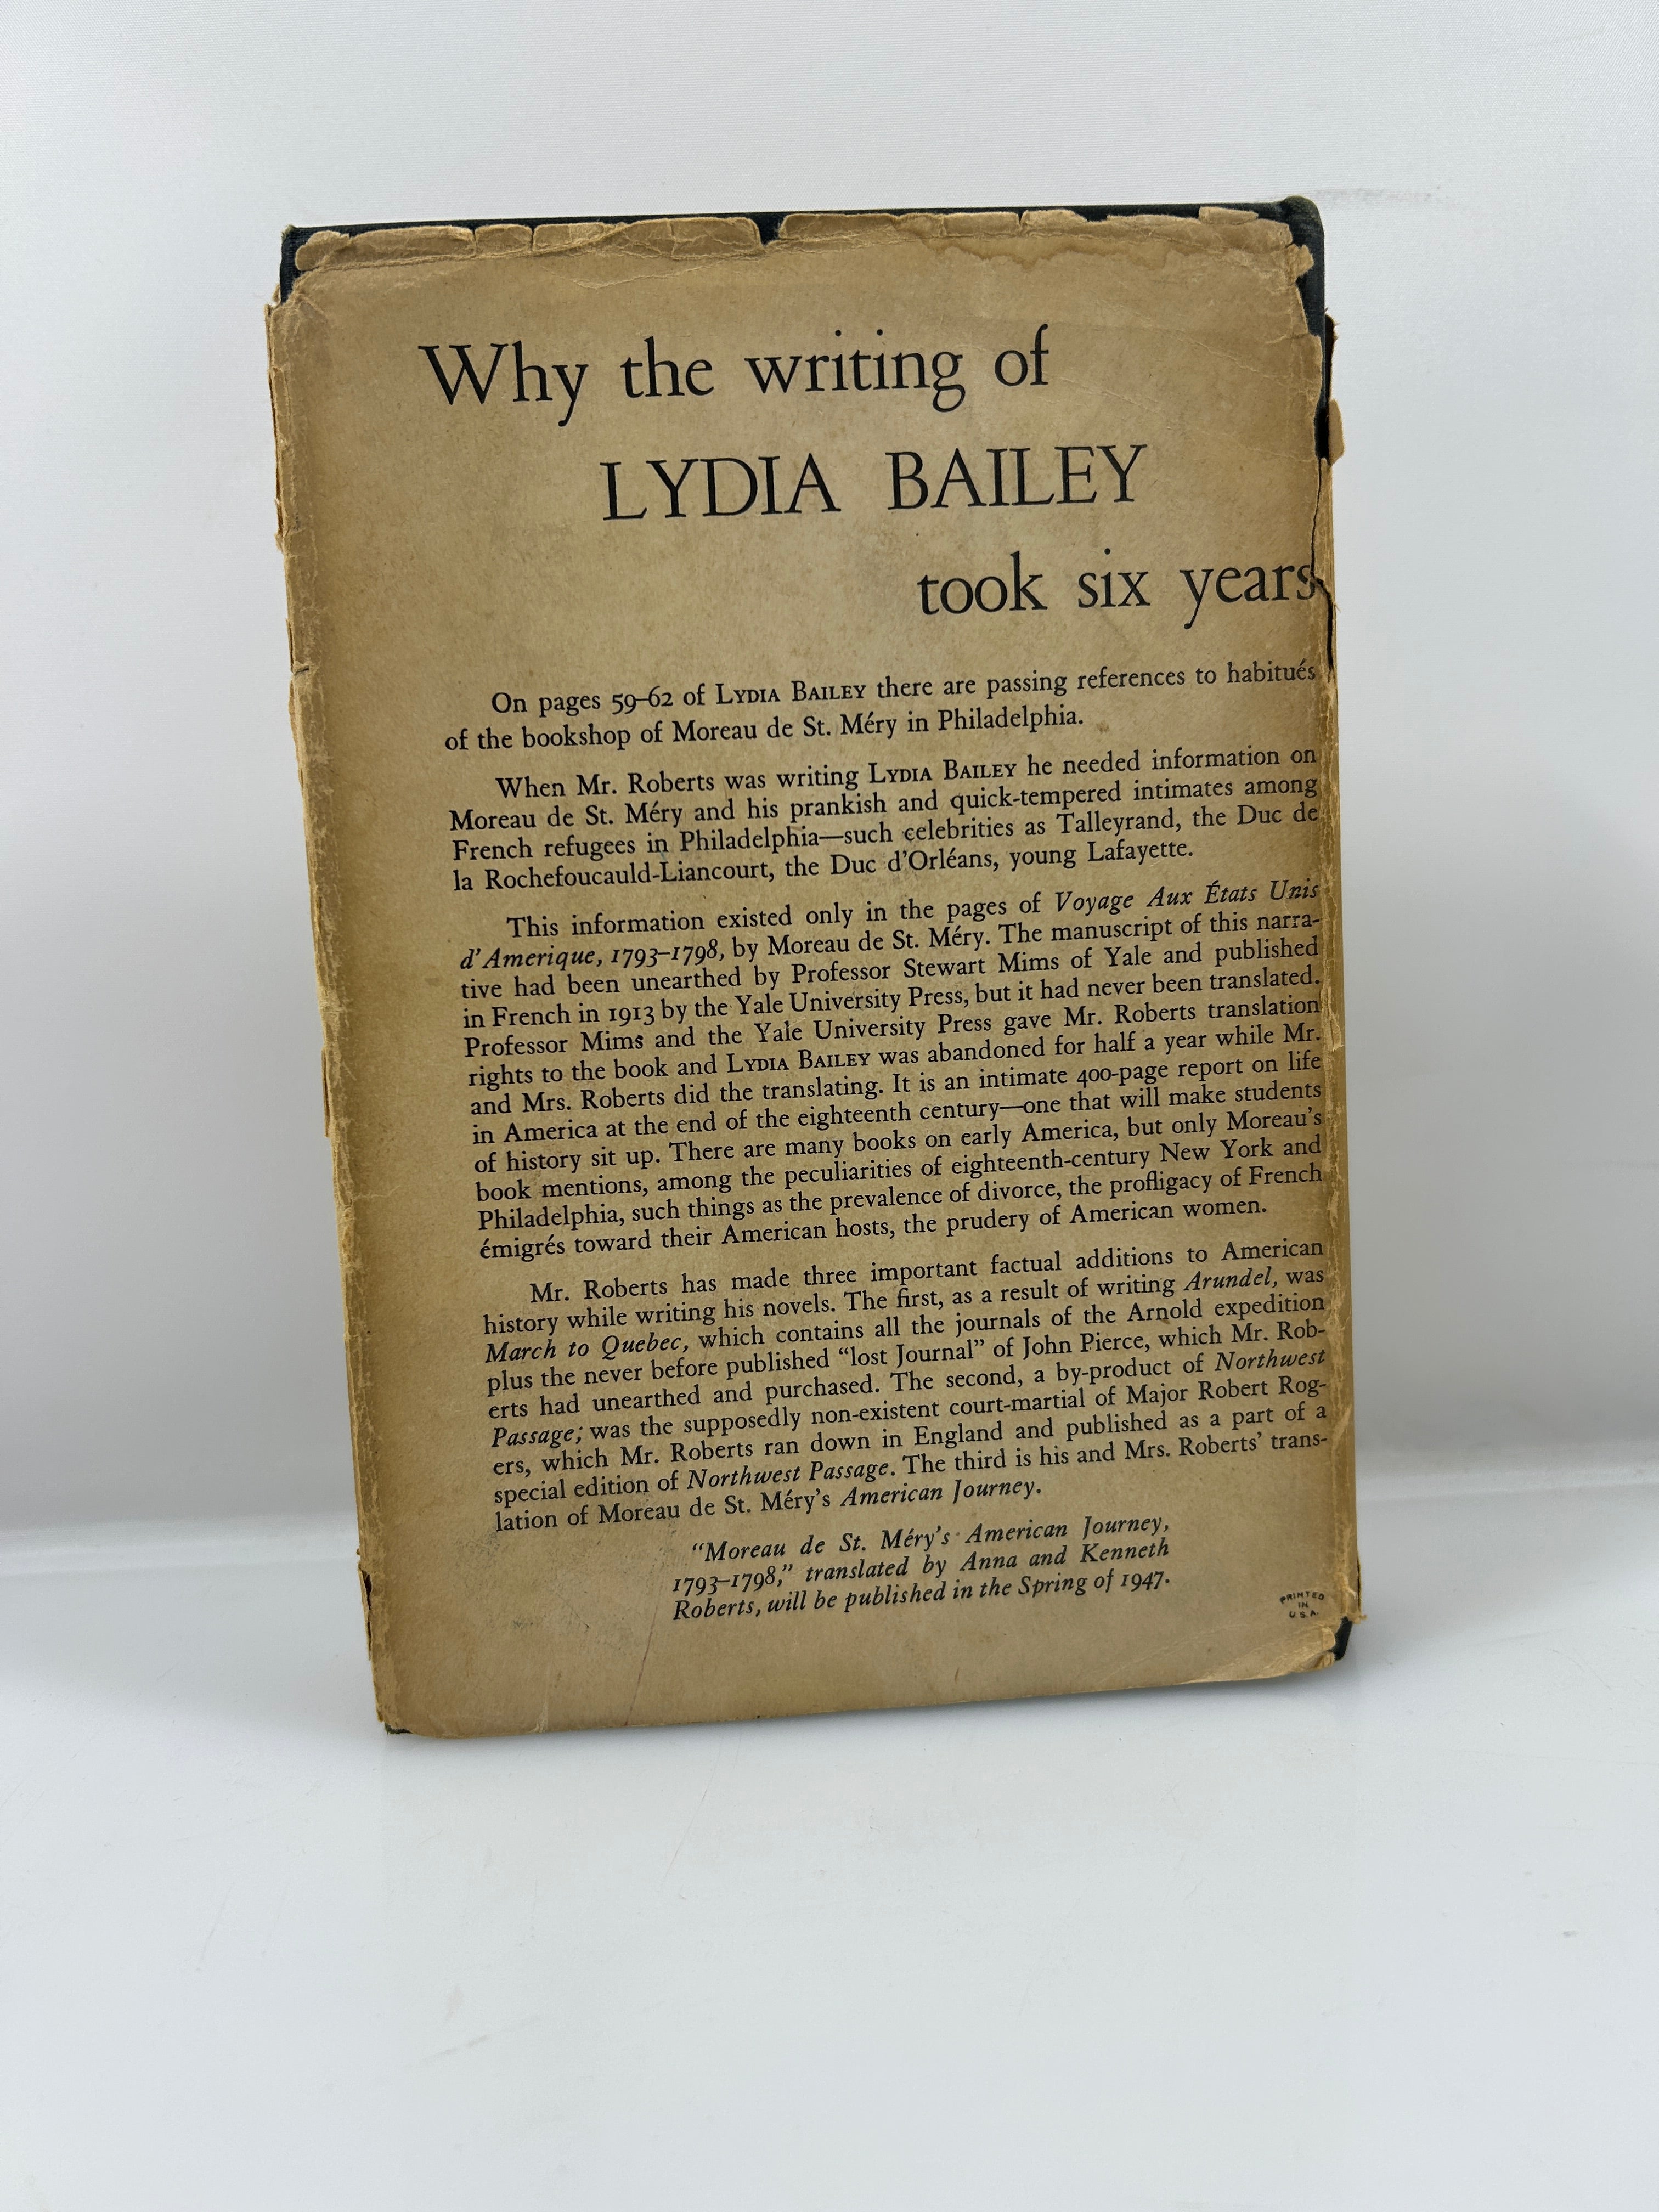 Why the writing of
LYDIA BAILEY
took six years
On pages 59–62 of LYDIA BAILEY there are passing references to habitués
of the bookshop of Moreau de St. Méry in Philadelphia.
When Mr. Roberts was writing LYDIA BAILEY he needed information on
Moreau de St. Méry and his prankish and quick-tempered intimates among
French refugees in Philadelphia—such celebrities as Talleyrand, the Duc de
la Rochefoucauld-Liancourt, the Duc d'Orléans, young Lafayette.
This information existed only in the pages of Voyage Aux États Unis
d'Amerique, 1793–1798, by Moreau de St. Méry. The manuscript of this narra-
tive had been unearthed by Professor Stewart Mims of Yale and published
in French in 1913 by the Yale University Press, but it had never been translated.
Professor Mims and the Yale University Press gave Mr. Roberts translation
rights to the book and LYDIA BAILEY was abandoned for half a year while Mr.
and Mrs. Roberts did the translating. It is an intimate 400-page report on life
in America at the end of the eighteenth century—one that will make students
of history sit up. There are many books on early America, but only Moreau's
book mentions, among the peculiarities of eighteenth-century New York and
Philadelphia, such things as the prevalence of divorce, the profligacy of French
émigrés toward their American hosts, the prudery of American women.
Mr. Roberts has made three important factual additions to American
history while writing his novels. The first, as a result of writing Arundel, was
March to Quebec, which contains all the journals of the Arnold expedition
plus the never before published "lost Journal" of John Pierce, which Mr. Rob-
erts had unearthed and purchased. The second, a by-product of Northwest
Passage; was the supposedly non-existent court-martial of Major Robert Rog-
ers, which Mr. Roberts ran down in England and published as a part of a
special edition of Northwest Passage. The third is his and Mrs. Roberts' trans-
lation of Moreau de St. Méry's American Journey.
"Moreau de St. Méry's American Journey,
1793–1798," translated by Anna and Kenneth
Roberts, will be published in the Spring of 1947.
PRINTED
IN
U.S.A.